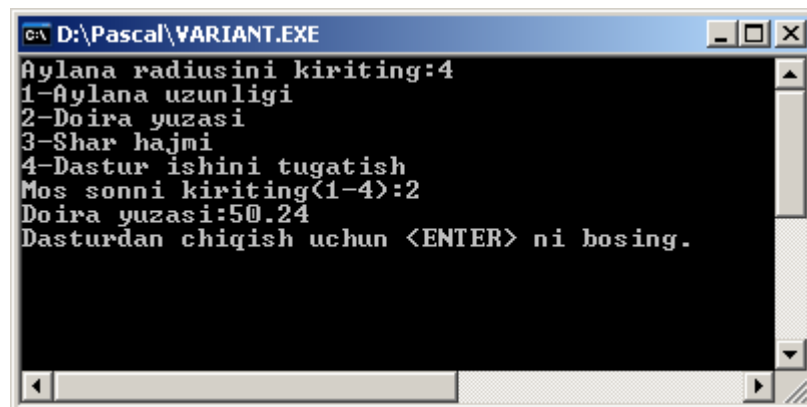 D:\Pascal\VARIANT.EXE
Aylana radiusini kiriting:4
1-Aylana uzunligi
2-Doira yuzasi
3-Shar hajmi
4-Dastur ishini tugatish
Mos sonni kiriting(1-4):2
Doira yuzasi:50.24
Dasturdan chiqish uchun <ENTER> ni bosing.